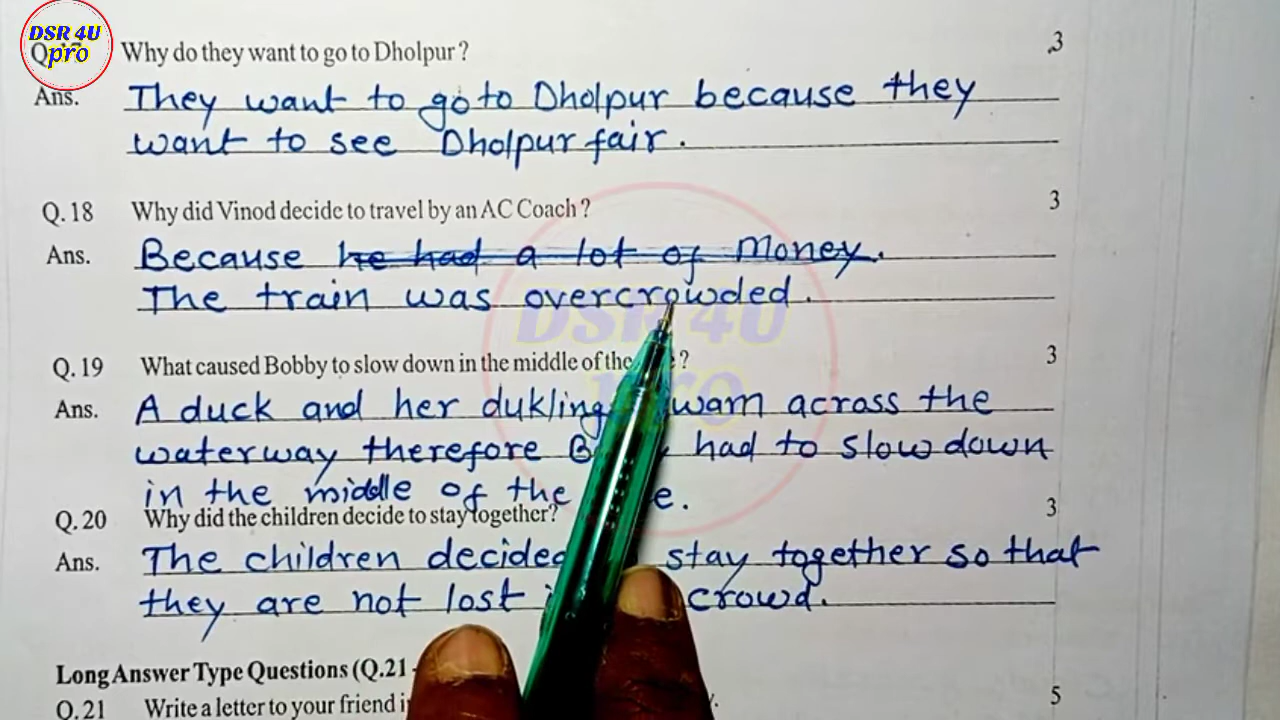 DSR 4U
pro
Q. Why do they want to go to Dholpur ? 3
Ans. They want to go to Dholpur because they
want to see Dholpur fair.
Q. 18 Why did Vinod decide to travel by an AC Coach ? 3
Ans. Because he had a lot of Money.
The train was overcrowded.
DSR 4U
pro
Q. 19 What caused Bobby to slow down in the middle of the ? 3
Ans. A duck and her dukling swam across the
waterway therefore had to slow down
in the middle of the
Q. 20 Why did the children decide to stay together? 3
Ans. The children decided stay together so that
they are not lost crowd.
Long Answer Type Questions (Q.21
Q.21 Write a letter to your friend 5